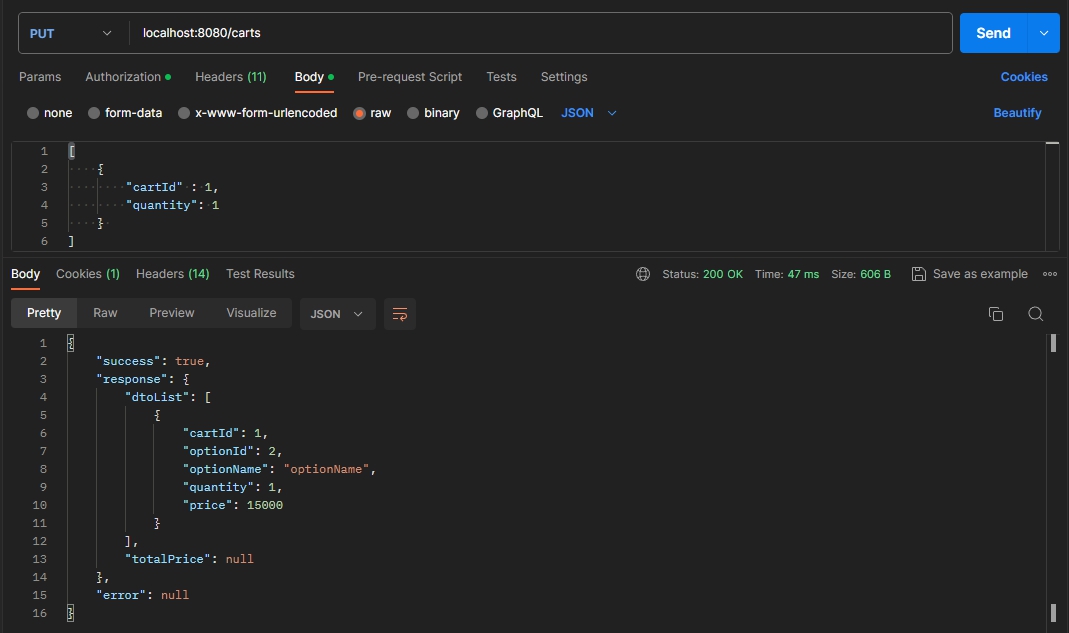 PUT localhost:8080/carts Send
Params Authorization Headers (11) Body Pre-request Script Tests Settings Cookies
none form-data x-www-form-urlencoded raw binary GraphQL JSON Beautify
1 [
2 {
3 "cartId" : 1,
4 "quantity": 1
5 }
6 ]
Body Cookies (1) Headers (14) Test Results Status: 200 OK Time: 47 ms Size: 606 B Save as example
Pretty Raw Preview Visualize JSON
1 {
2 "success": true,
3 "response": {
4 "dtoList": [
5 {
6 "cartId": 1,
7 "optionId": 2,
8 "optionName": "optionName",
9 "quantity": 1,
10 "price": 15000
11 }
12 ],
13 "totalPrice": null
14 },
15 "error": null
16 }